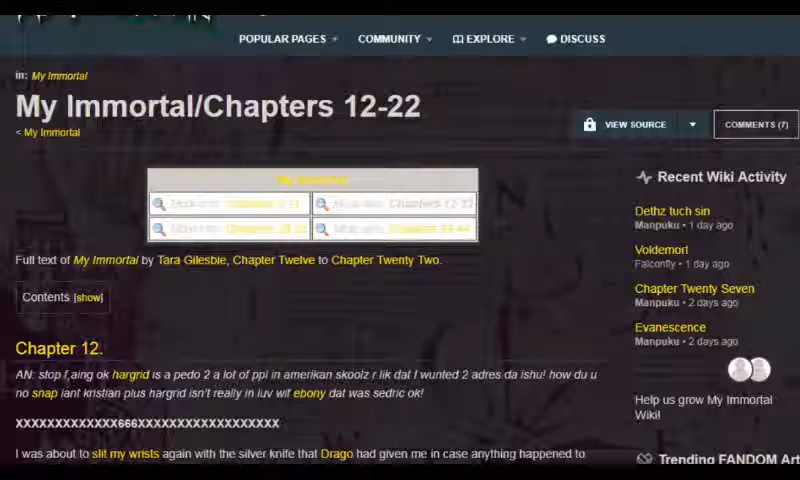 POPULAR PAGES COMMUNITY EXPLORE DISCUSS
in: My Immortal
My Immortal/Chapters 12-22
< My Immortal
VIEW SOURCE
COMMENTS (7)
My Immortal
Chapters 12-22
Full text of My Immortal by Tara Gilesbie, Chapter Twelve to Chapter Twenty Two.
Contents [show]
Chapter 12.
AN: stop f,aing ok hargrid is a pedo 2 a lot of ppl in amerikan skoolz r lik dat I wunted 2 adres da ishu! how du u
no snap iant kristian plus hargrid isn't really in luv wif ebony dat was sedric ok!
XXXXXXXXXXXXX666XXXXXXXXXXXXXXXXXX
I was about to slit my wrists again with the silver knife that Drago had given me in case anything happened to
Recent Wiki Activity
Dethz tuch sin
Manpuku • 1 day ago
Voldemort
Falconfly • 1 day ago
Chapter Twenty Seven
Manpuku • 2 days ago
Evanescence
Manpuku • 2 days ago
Help us grow My Immortal
Wiki!
Trending FANDOM Art